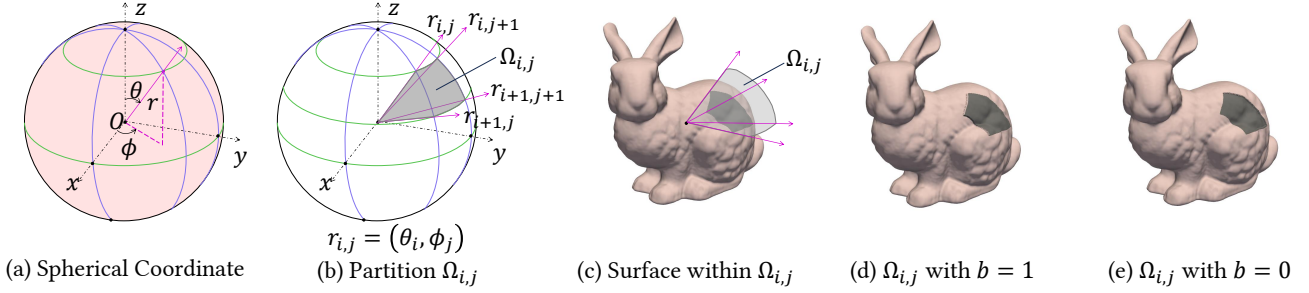 z
θ
r
O
ϕ
y
x
(a) Spherical Coordinate
z
r_{i,j}
r_{i,j+1}
Ω_{i,j}
r_{i+1,j+1}
r_{i+1,j}
y
x
r_{i,j} = (θ_i, ϕ_j)
(b) Partition Ω_{i,j}
Ω_{i,j}
(c) Surface within Ω_{i,j}
(d) Ω_{i,j} with b = 1
(e) Ω_{i,j} with b = 0